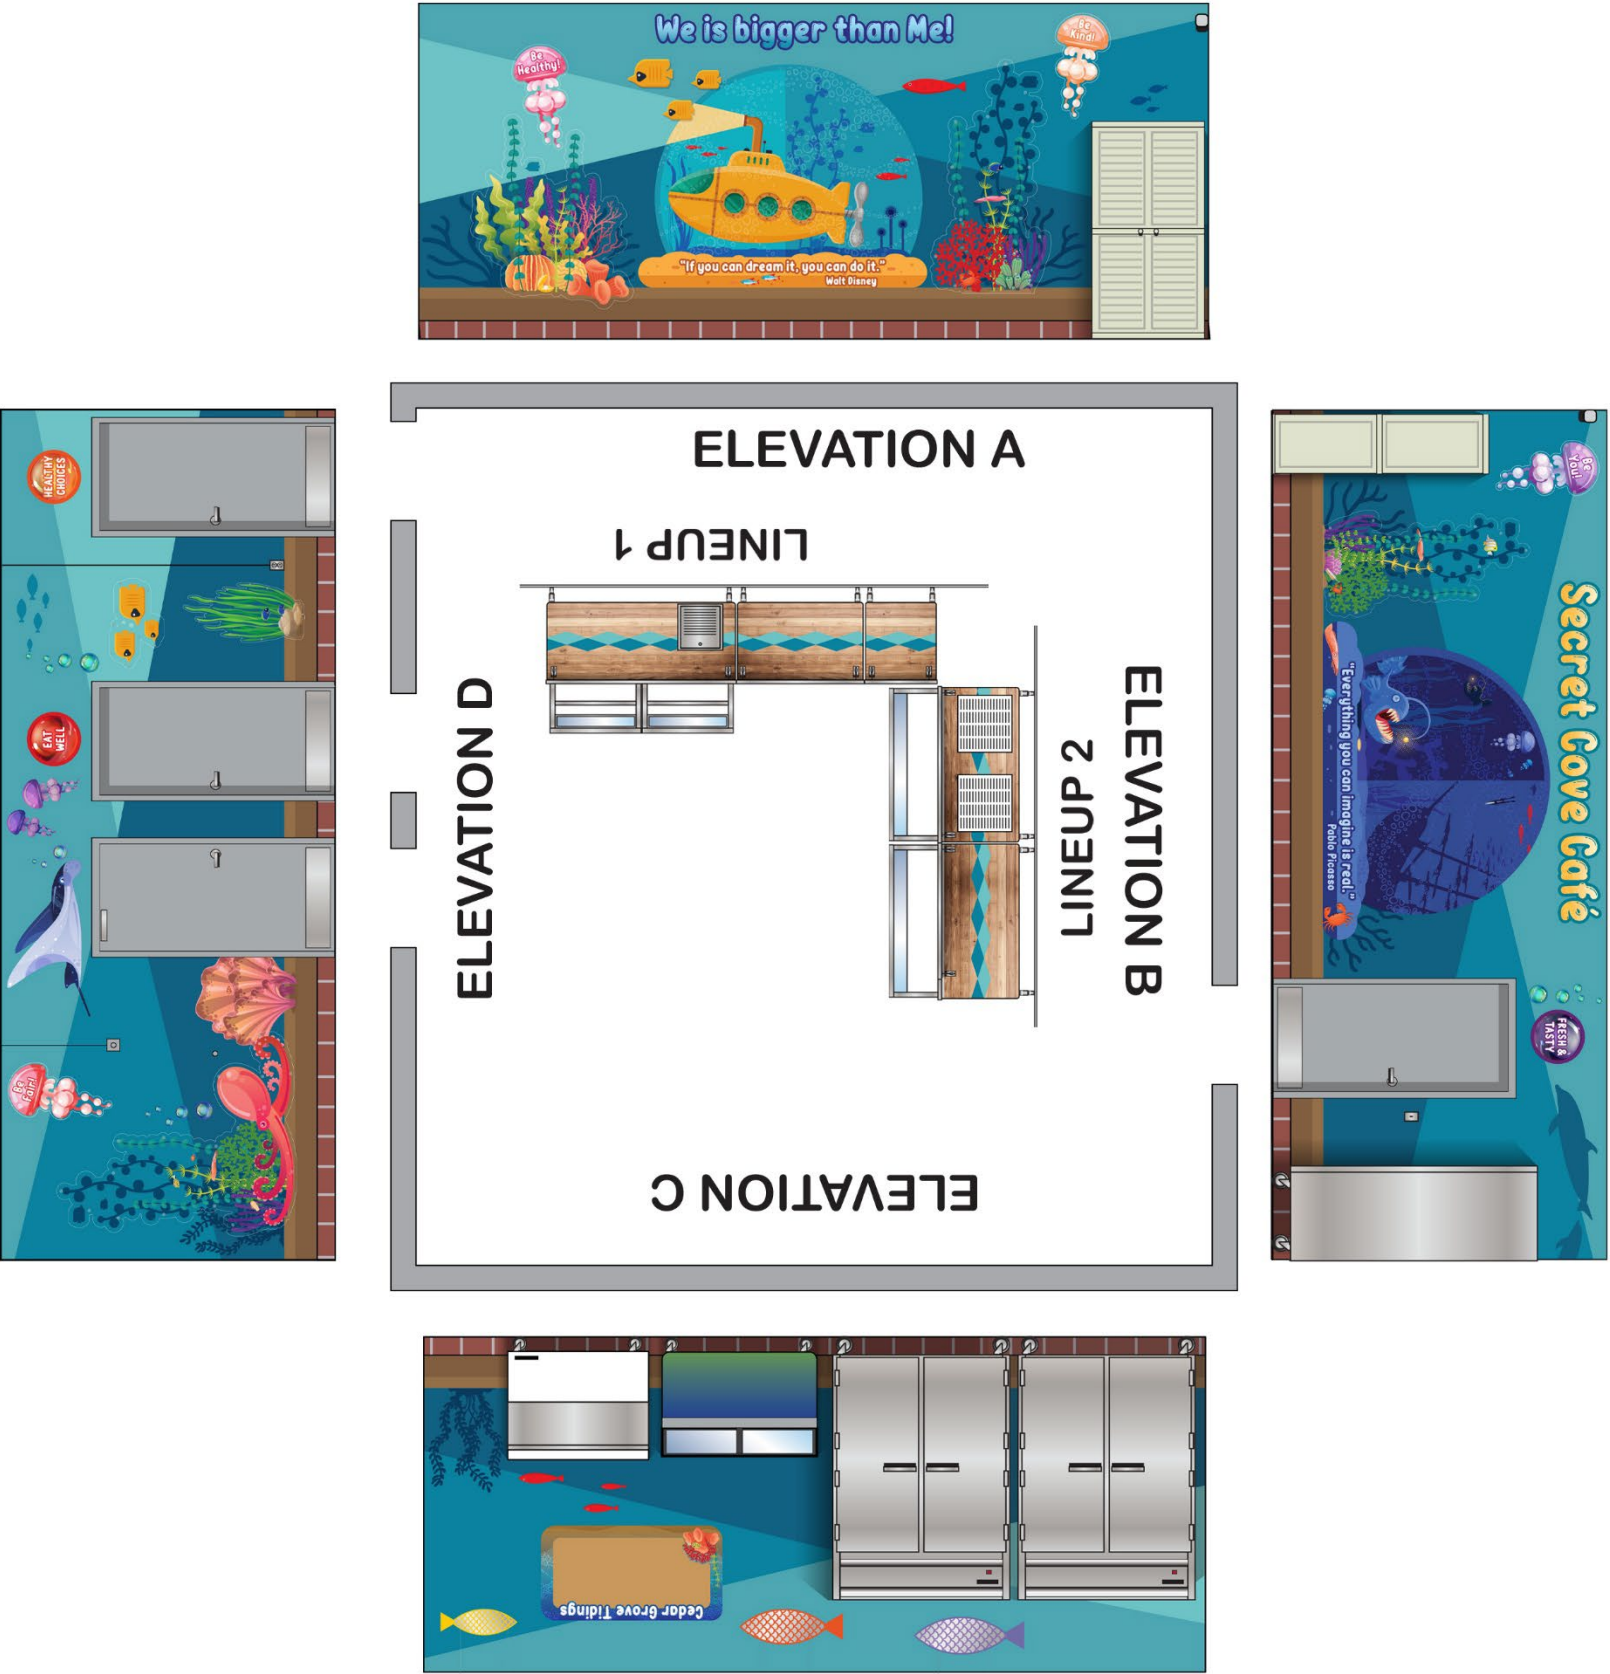 We is bigger than Me!
Be
Healthy!
Be
Kind!
"If you can dream it, you can do it."
Walt Disney
HEALTHY
CHOICES
EAT
WELL
Be
Fair!
ELEVATION A
LINEUP 1
ELEVATION D
LINEUP 2
ELEVATION B
ELEVATION C
Be
You!
Secret Cove Café
"Everything you can imagine is real."
Pablo Picasso
FRESH &
TASTY
Cedar Grove Tidings